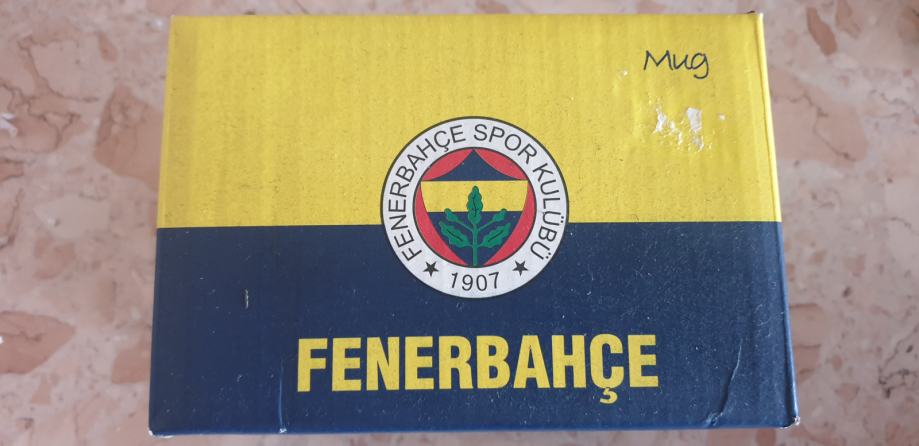 Mug
FENERBAHÇE SPOR KULÜBÜ
1907
FENERBAHÇE